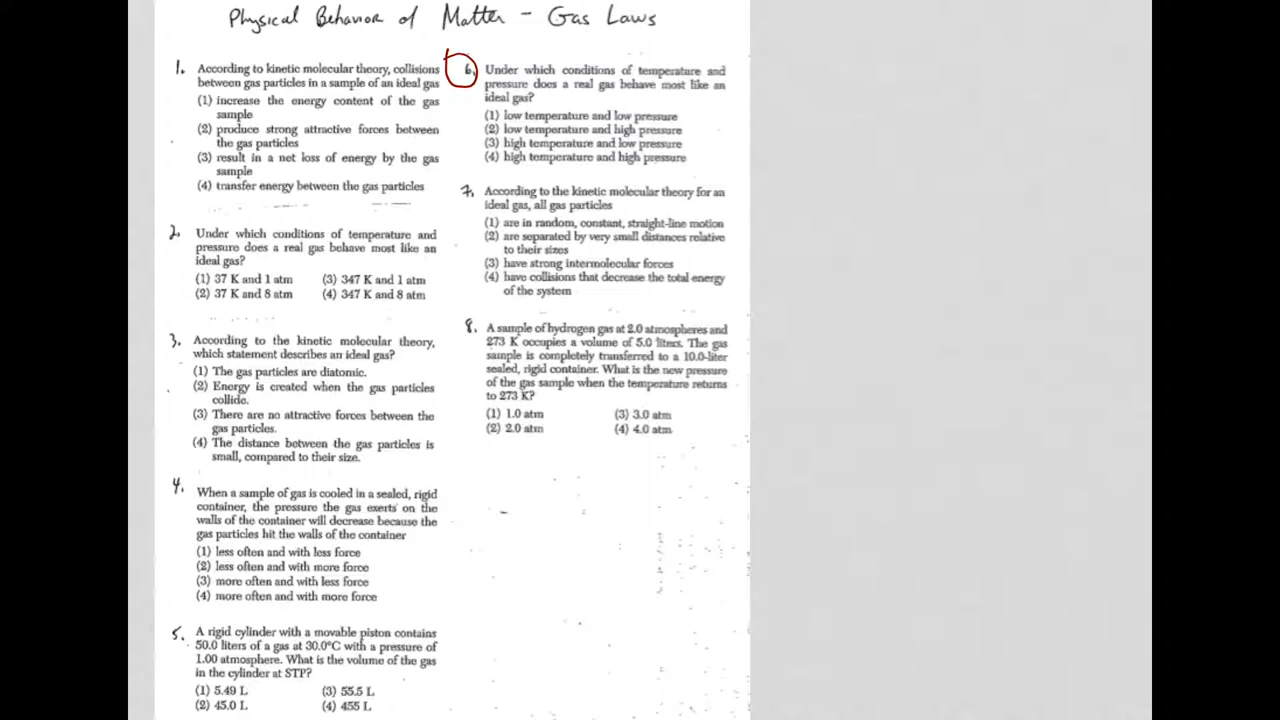 Physical Behavior of Matter – Gas Laws
1. According to kinetic molecular theory, collisions
between gas particles in a sample of an ideal gas
(1) increase the energy content of the gas
sample
(2) produce strong attractive forces between
the gas particles
(3) result in a net loss of energy by the gas
sample
(4) transfer energy between the gas particles
2. Under which conditions of temperature and
pressure does a real gas behave most like an
ideal gas?
(1) 37 K and 1 atm (3) 347 K and 1 atm
(2) 37 K and 8 atm (4) 347 K and 8 atm
3. According to the kinetic molecular theory,
which statement describes an ideal gas?
(1) The gas particles are diatomic.
(2) Energy is created when the gas particles
collide.
(3) There are no attractive forces between the
gas particles.
(4) The distance between the gas particles is
small, compared to their size.
4. When a sample of gas is cooled in a sealed, rigid
container, the pressure the gas exerts on the
walls of the container will decrease because the
gas particles hit the walls of the container
(1) less often and with less force
(2) less often and with more force
(3) more often and with less force
(4) more often and with more force
5. A rigid cylinder with a movable piston contains
50.0 liters of a gas at 30.0°C with a pressure of
1.00 atmosphere. What is the volume of the gas
in the cylinder at STP?
(1) 5.49 L (3) 55.5 L
(2) 45.0 L (4) 455 L
6. Under which conditions of temperature and
pressure does a real gas behave most like an
ideal gas?
(1) low temperature and low pressure
(2) low temperature and high pressure
(3) high temperature and low pressure
(4) high temperature and high pressure
7. According to the kinetic molecular theory for an
ideal gas, all gas particles
(1) are in random, constant, straight-line motion
(2) are separated by very small distances relative
to their sizes
(3) have strong intermolecular forces
(4) have collisions that decrease the total energy
of the system
8. A sample of hydrogen gas at 2.0 atmospheres and
273 K occupies a volume of 5.0 liters. The gas
sample is completely transferred to a 10.0-liter
sealed, rigid container. What is the new pressure
of the gas sample when the temperature returns
to 273 K?
(1) 1.0 atm (3) 3.0 atm
(2) 2.0 atm (4) 4.0 atm